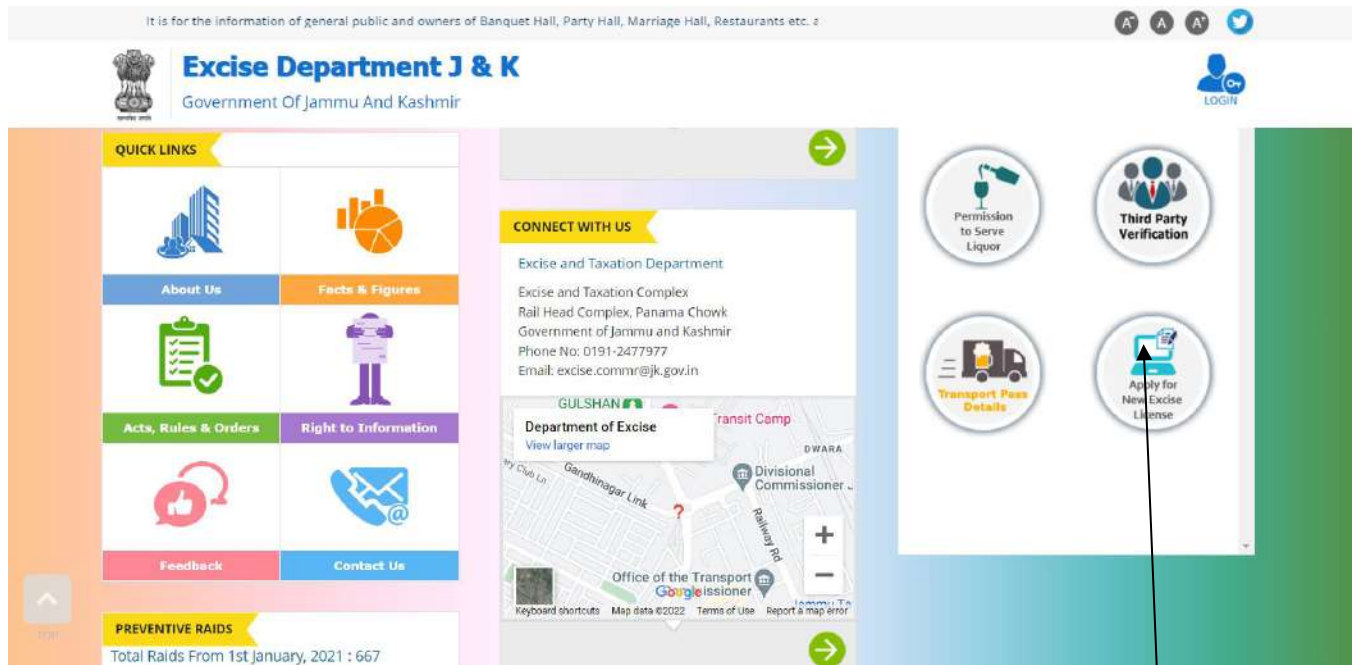 It is for the information of general public and owners of Banquet Hall, Party Hall, Marriage Hall, Restaurants etc.
A-
A
A+
Excise Department J & K
Government Of Jammu And Kashmir
LOGIN
QUICK LINKS
About Us
Facts & Figures
Acts, Rules & Orders
Right to Information
Feedback
Contact Us
PREVENTIVE RAIDS
Total Raids From 1st January, 2021 : 667
CONNECT WITH US
Excise and Taxation Department
Excise and Taxation Complex
Rail Head Complex, Panama Chowk
Government of Jammu and Kashmir
Phone No: 0191-2477977
Email: excise.commr@jk.gov.in
GULSHAN
Transit Camp
Department of Excise
View larger map
DWARA
Club Ln
Gandhinagar Link
Divisional
Commissioner
?
Railway Rd
+
−
Office of the Transport
Google
Keyboard shortcuts Map data ©2022 Terms of Use Report a map error
Permission
to Serve
Liquor
Third Party
Verification
Transport Pass
Details
Apply for
New Excise
License
TOP